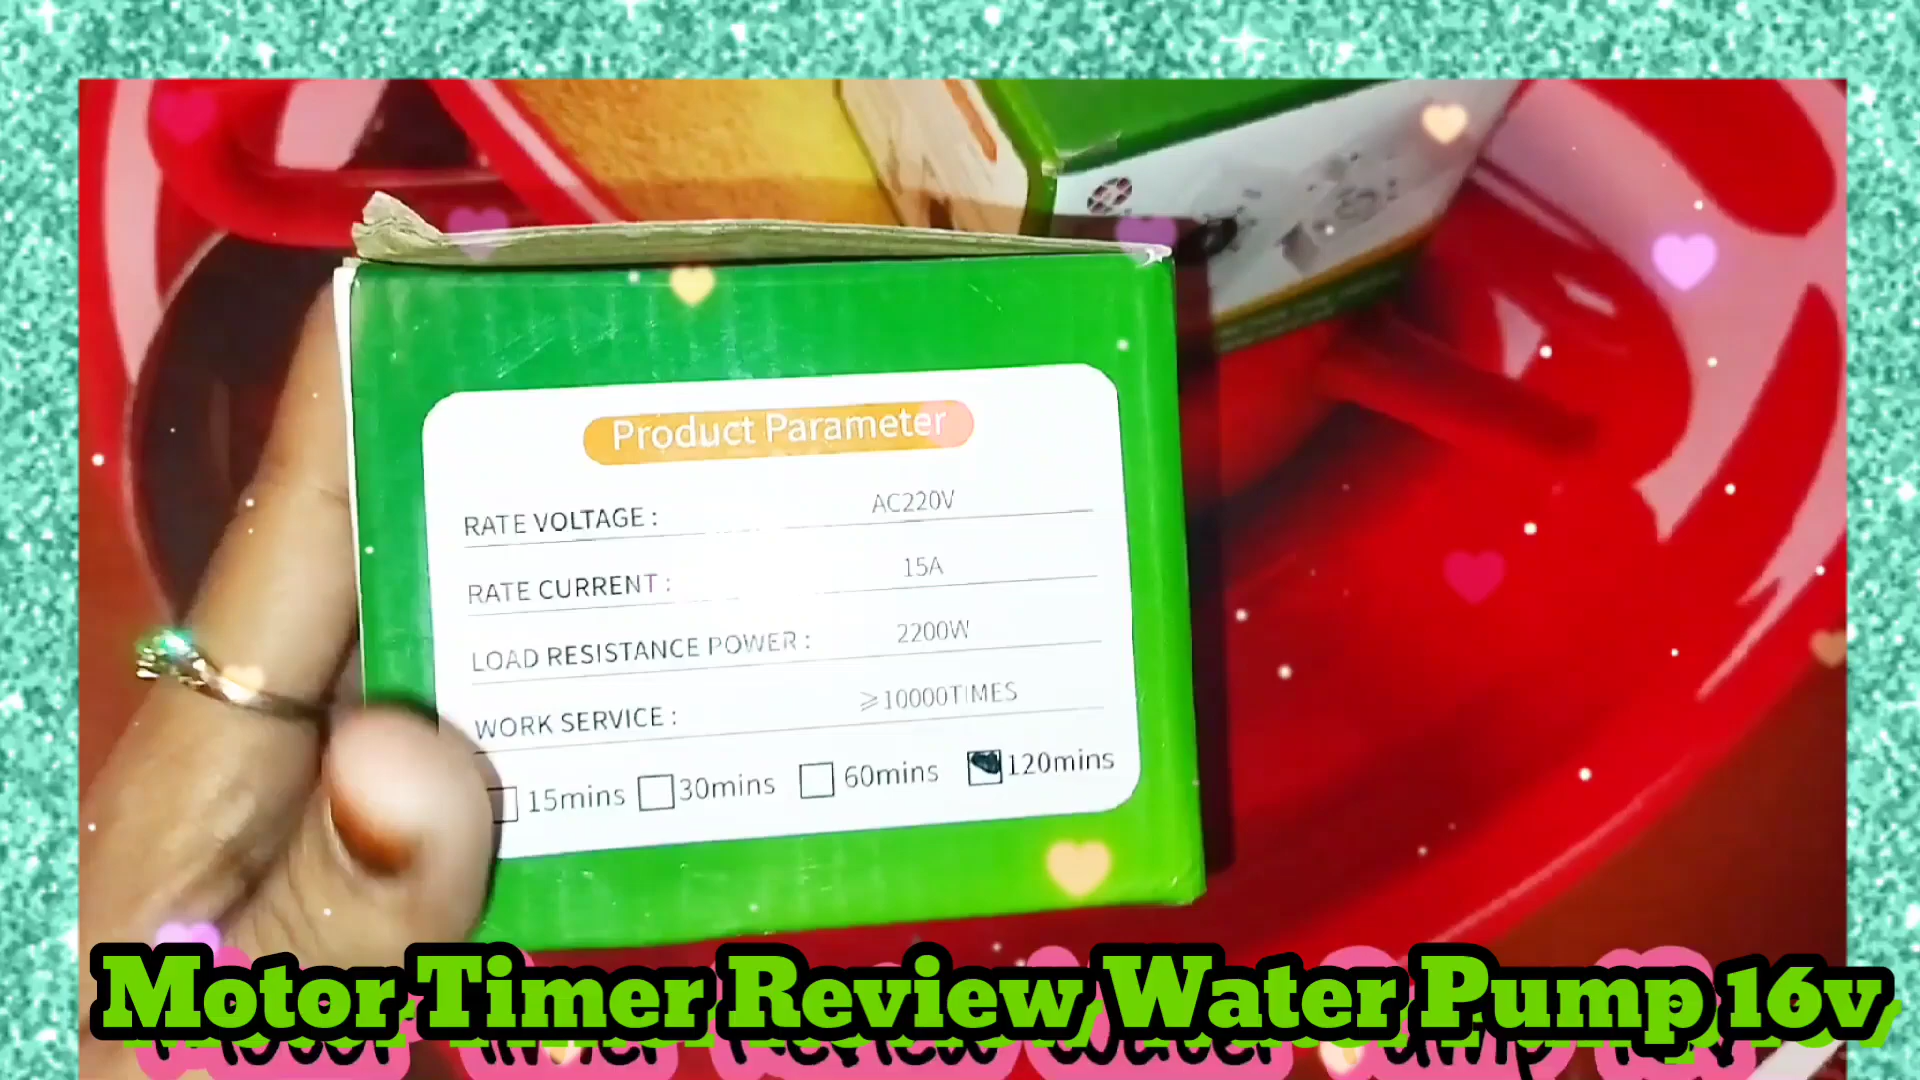 Product Parameter
RATE VOLTAGE : AC220V
RATE CURRENT : 15A
LOAD RESISTANCE POWER : 2200W
WORK SERVICE : ⩾10000TIMES
15mins 30mins 60mins 120mins
Motor Timer Review Water Pump 16v